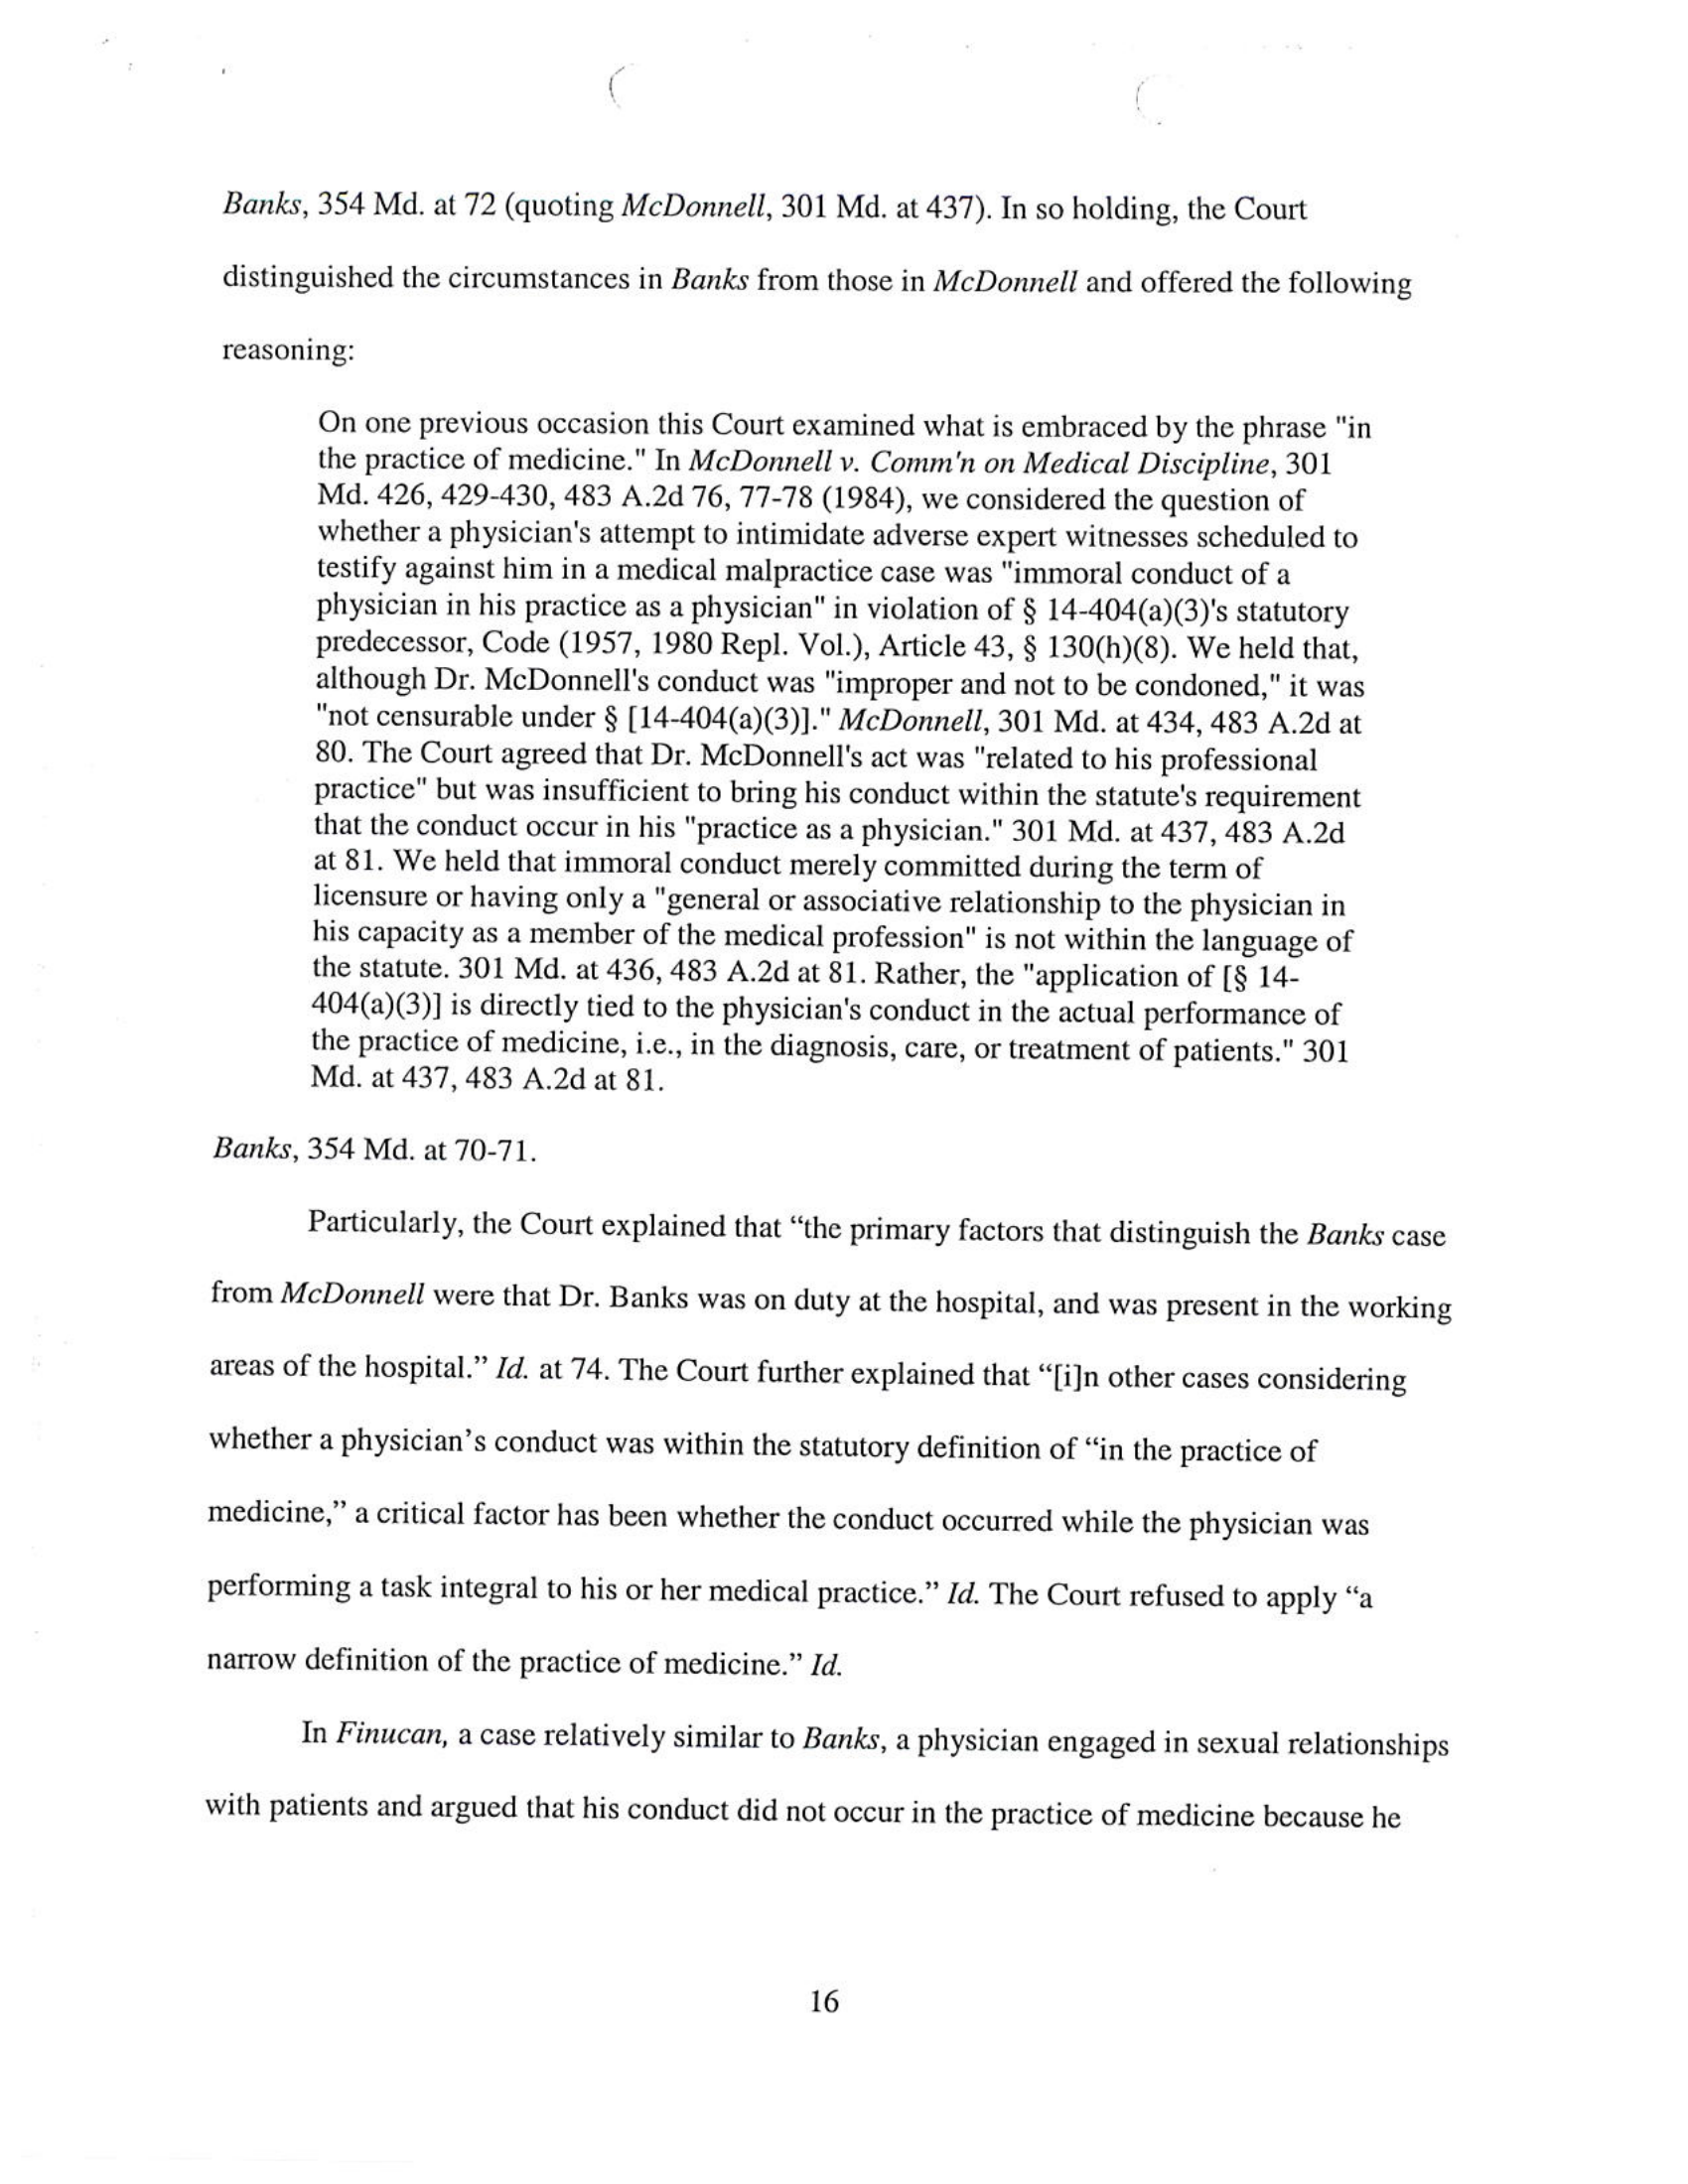 Banks, 354 Md. at 72 (quoting McDonnell, 301 Md. at 437). In so holding, the Court
distinguished the circumstances in Banks from those in McDonnell and offered the following
reasoning:
On one previous occasion this Court examined what is embraced by the phrase "in
the practice of medicine." In McDonnell v. Comm'n on Medical Discipline, 301
Md. 426, 429-430, 483 A.2d 76, 77-78 (1984), we considered the question of
whether a physician's attempt to intimidate adverse expert witnesses scheduled to
testify against him in a medical malpractice case was "immoral conduct of a
physician in his practice as a physician" in violation of § 14-404(a)(3)'s statutory
predecessor, Code (1957, 1980 Repl. Vol.), Article 43, § 130(h)(8). We held that,
although Dr. McDonnell's conduct was "improper and not to be condoned," it was
"not censurable under § [14-404(a)(3)]." McDonnell, 301 Md. at 434, 483 A.2d at
80. The Court agreed that Dr. McDonnell's act was "related to his professional
practice" but was insufficient to bring his conduct within the statute's requirement
that the conduct occur in his "practice as a physician." 301 Md. at 437, 483 A.2d
at 81. We held that immoral conduct merely committed during the term of
licensure or having only a "general or associative relationship to the physician in
his capacity as a member of the medical profession" is not within the language of
the statute. 301 Md. at 436, 483 A.2d at 81. Rather, the "application of [§ 14-
404(a)(3)] is directly tied to the physician's conduct in the actual performance of
the practice of medicine, i.e., in the diagnosis, care, or treatment of patients." 301
Md. at 437, 483 A.2d at 81.
Banks, 354 Md. at 70-71.
Particularly, the Court explained that “the primary factors that distinguish the Banks case
from McDonnell were that Dr. Banks was on duty at the hospital, and was present in the working
areas of the hospital.” Id. at 74. The Court further explained that “[i]n other cases considering
whether a physician’s conduct was within the statutory definition of “in the practice of
medicine,” a critical factor has been whether the conduct occurred while the physician was
performing a task integral to his or her medical practice.” Id. The Court refused to apply “a
narrow definition of the practice of medicine.” Id.
In Finucan, a case relatively similar to Banks, a physician engaged in sexual relationships
with patients and argued that his conduct did not occur in the practice of medicine because he
16